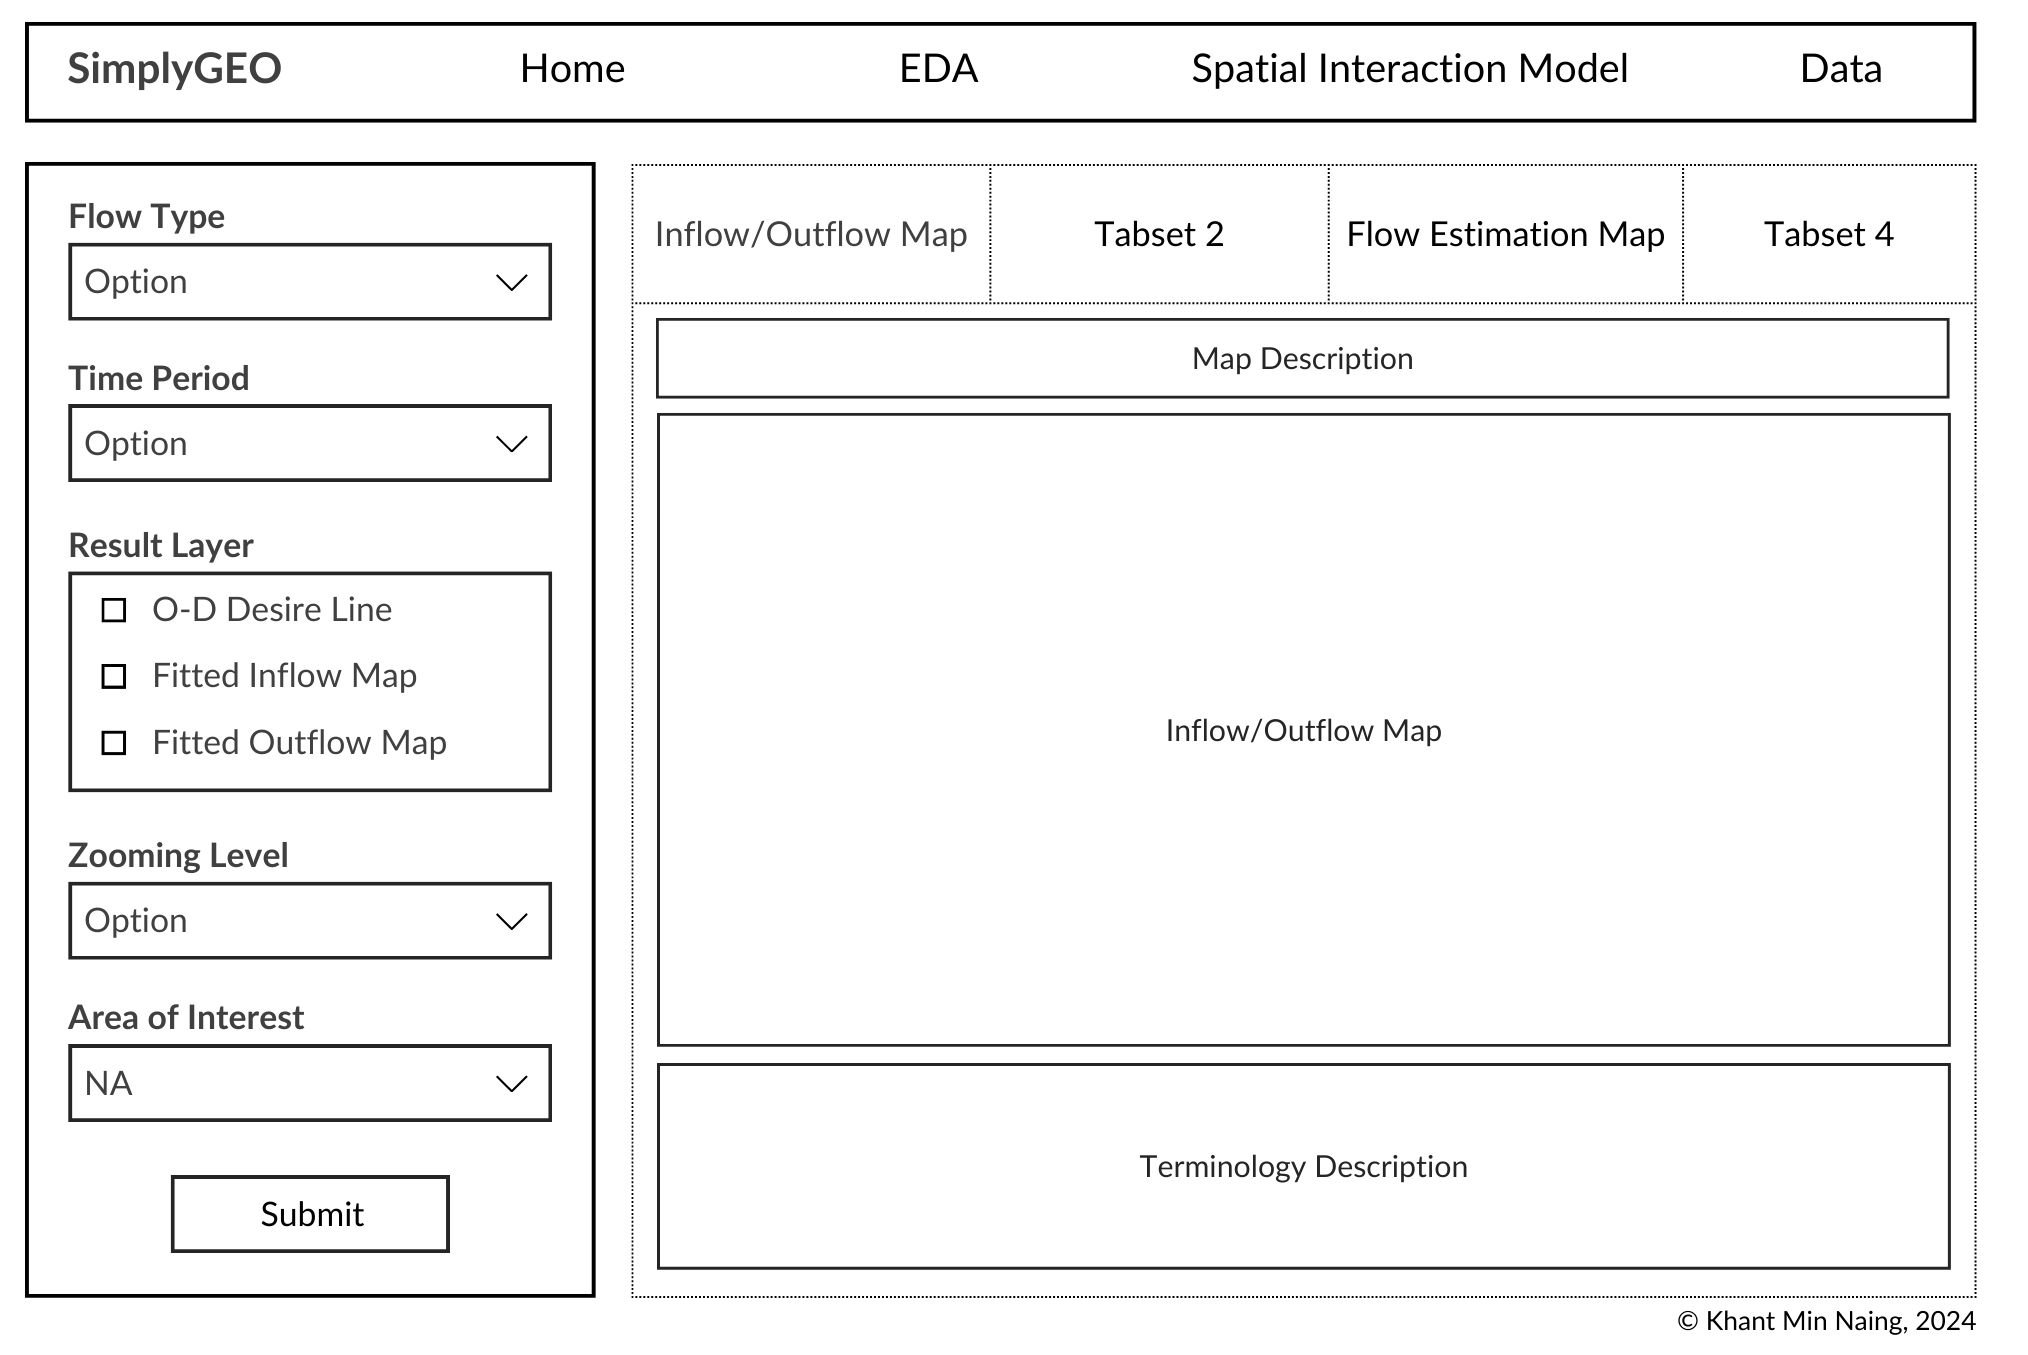 SimplyGEO Home EDA Spatial Interaction Model Data
Flow Type
Option
Time Period
Option
Result Layer
O-D Desire Line
Fitted Inflow Map
Fitted Outflow Map
Zooming Level
Option
Area of Interest
NA
Submit
Inflow/Outflow Map Tabset 2 Flow Estimation Map Tabset 4
Map Description
Inflow/Outflow Map
Terminology Description
© Khant Min Naing, 2024